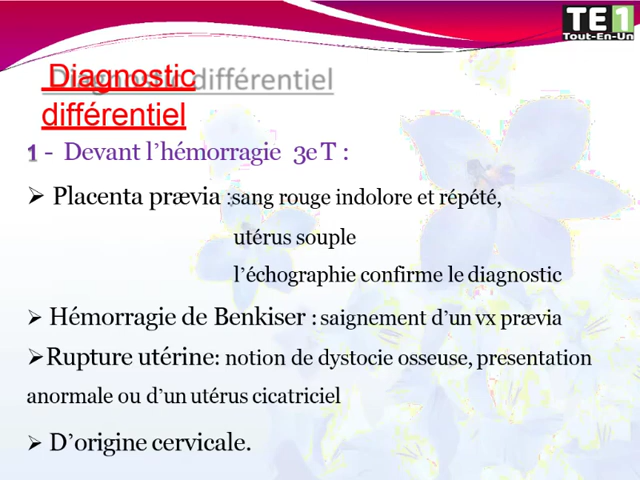 TE1
Tout-En-Un
Diagnostic
différentiel
1 - Devant l’hémorragie 3e T :
➢ Placenta prævia :sang rouge indolore et répété,
utérus souple
l’échographie confirme le diagnostic
➢ Hémorragie de Benkiser : saignement d’un vx prævia
➢Rupture utérine: notion de dystocie osseuse, presentation
anormale ou d’un utérus cicatriciel
➢ D’origine cervicale.